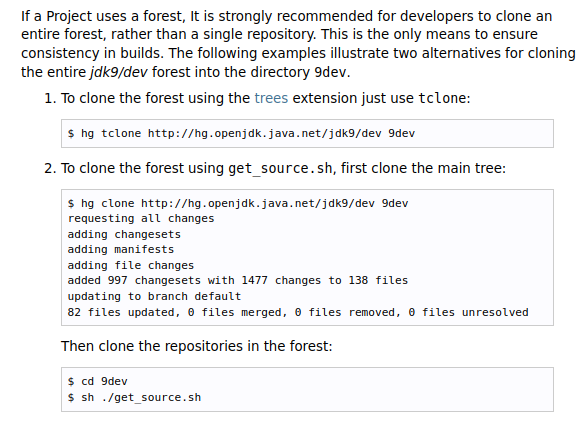 If a Project uses a forest, It is strongly recommended for developers to clone an
entire forest, rather than a single repository. This is the only means to ensure
consistency in builds. The following examples illustrate two alternatives for cloning
the entire jdk9/dev forest into the directory 9dev.
1. To clone the forest using the trees extension just use tclone:
$ hg tclone http://hg.openjdk.java.net/jdk9/dev 9dev
2. To clone the forest using get_source.sh, first clone the main tree:
$ hg clone http://hg.openjdk.java.net/jdk9/dev 9dev
requesting all changes
adding changesets
adding manifests
adding file changes
added 997 changesets with 1477 changes to 138 files
updating to branch default
82 files updated, 0 files merged, 0 files removed, 0 files unresolved
Then clone the repositories in the forest:
$ cd 9dev
$ sh ./get_source.sh